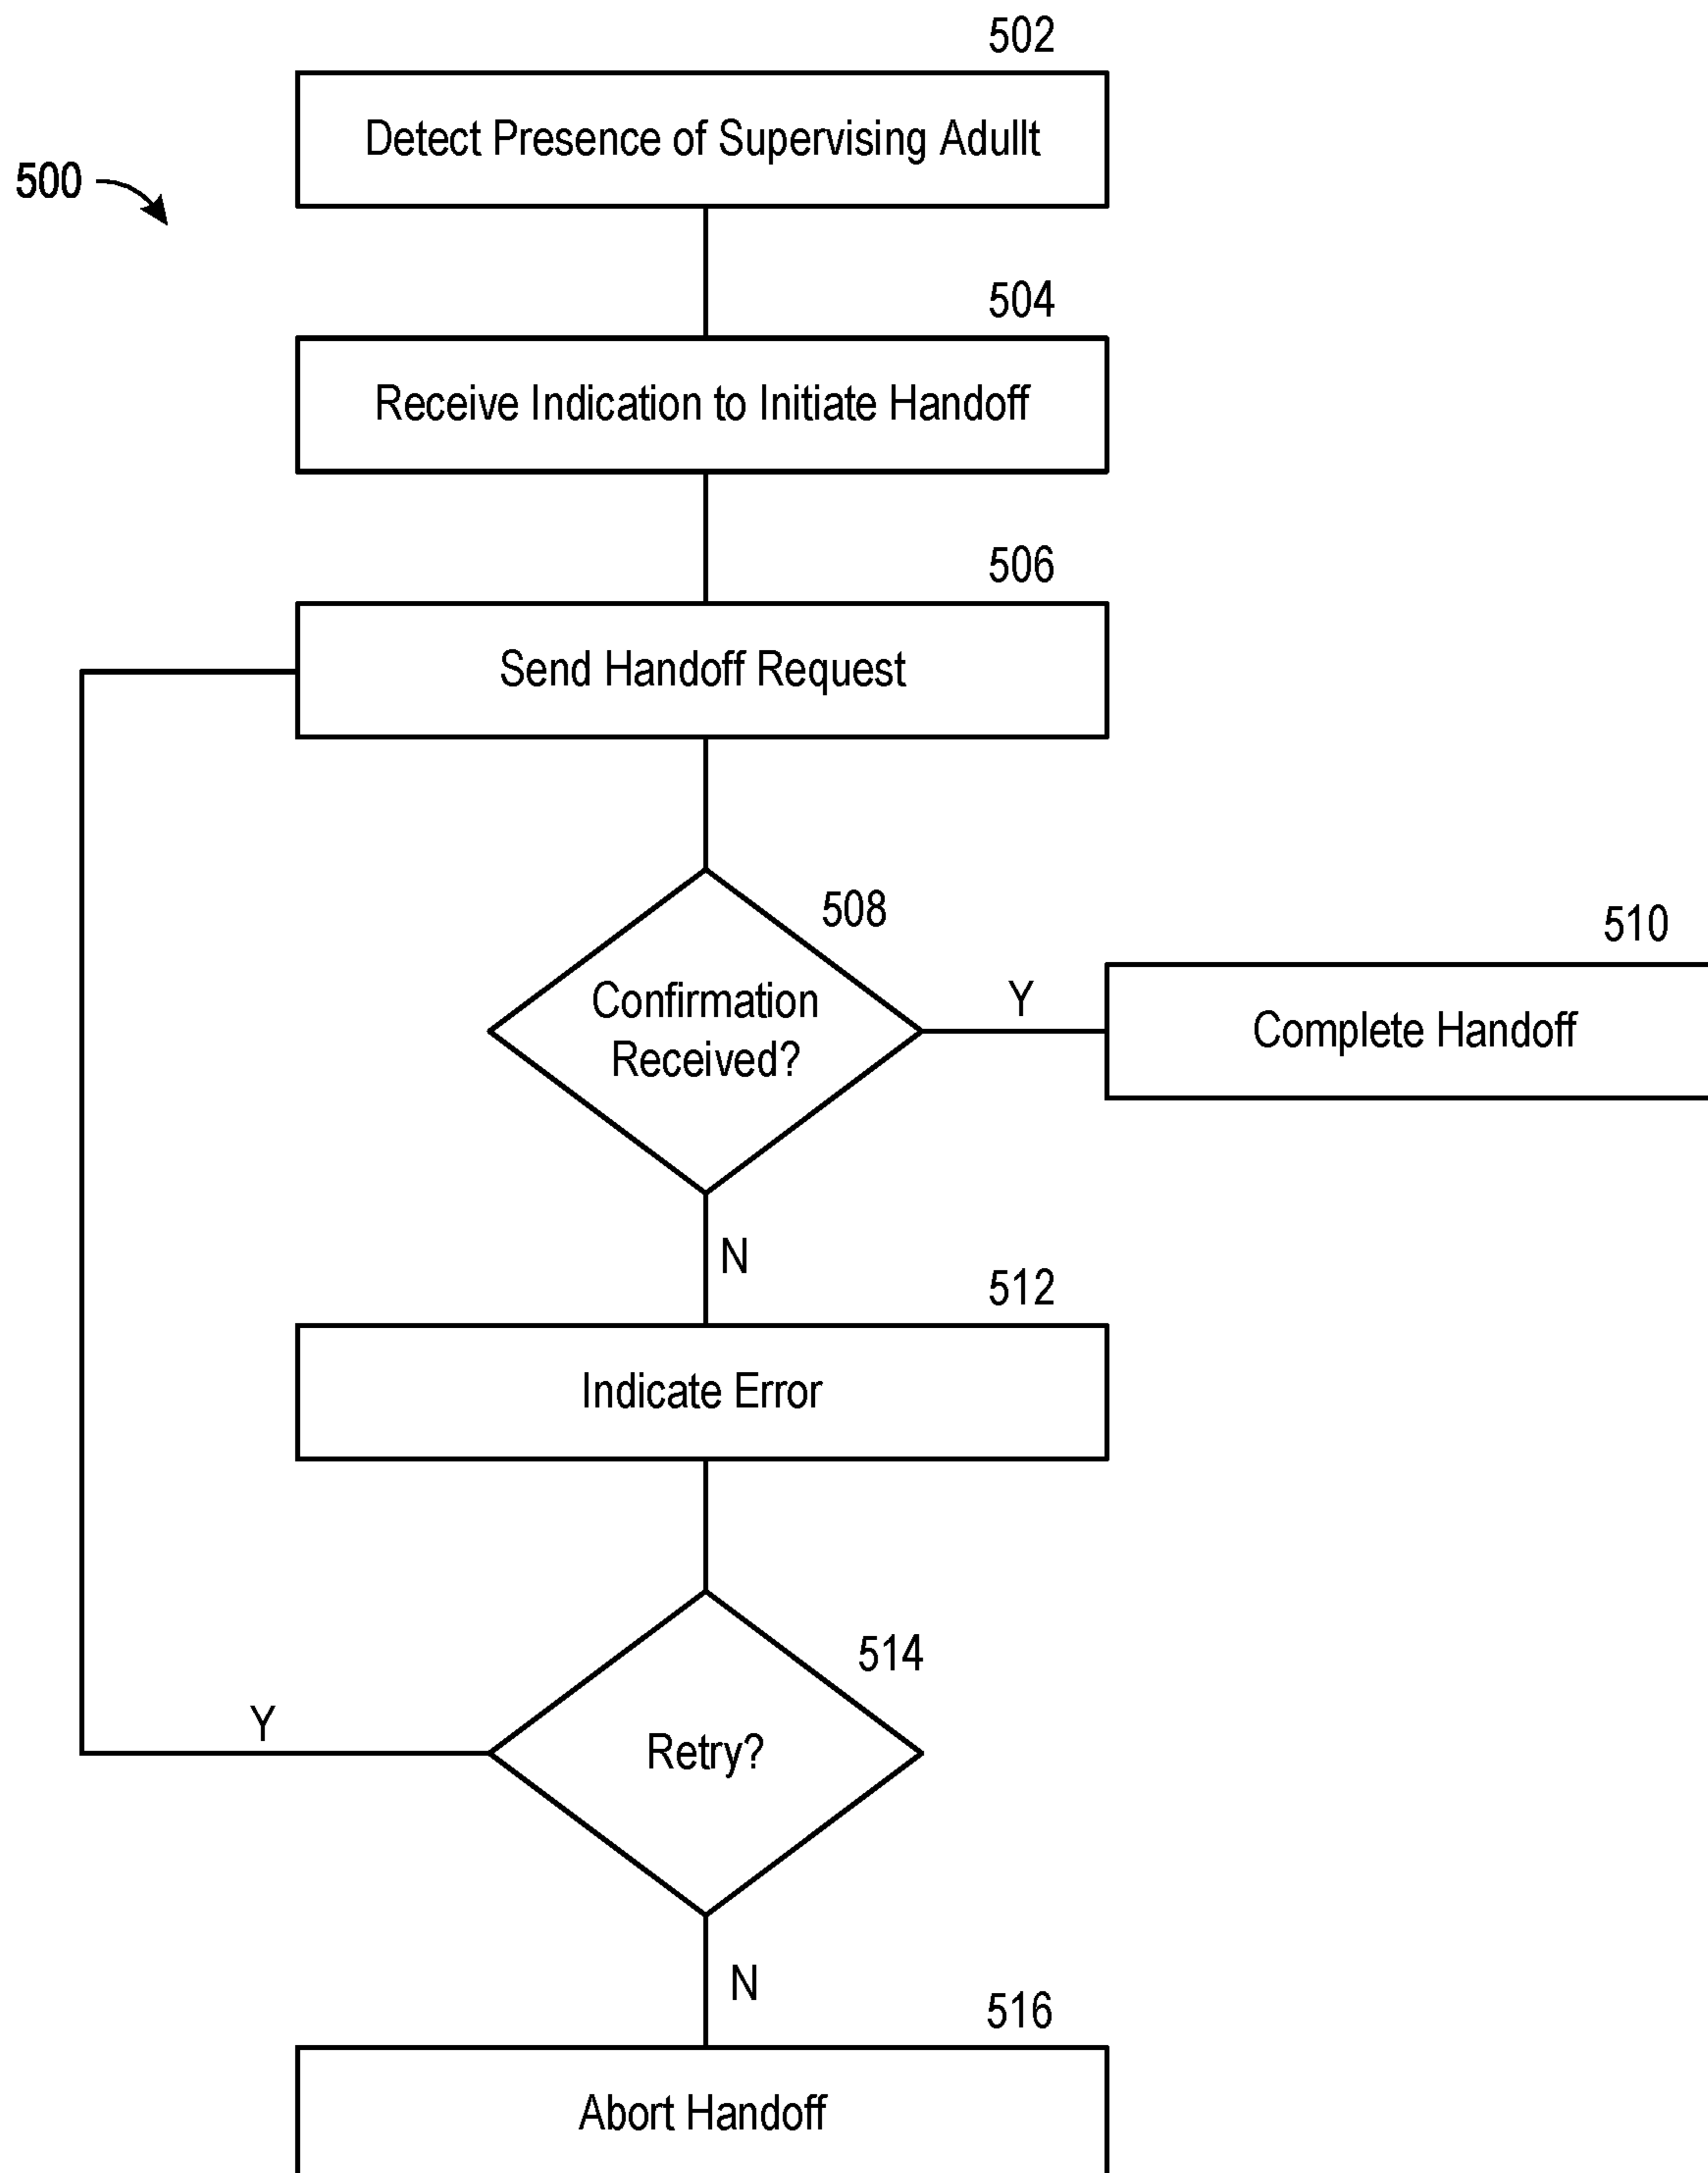 502
Detect Presence of Supervising Adullt
500
504
Receive Indication to Initiate Handoff
506
Send Handoff Request
508
Confirmation
Received?
Y
510
Complete Handoff
N
512
Indicate Error
514
Retry?
Y
N
516
Abort Handoff